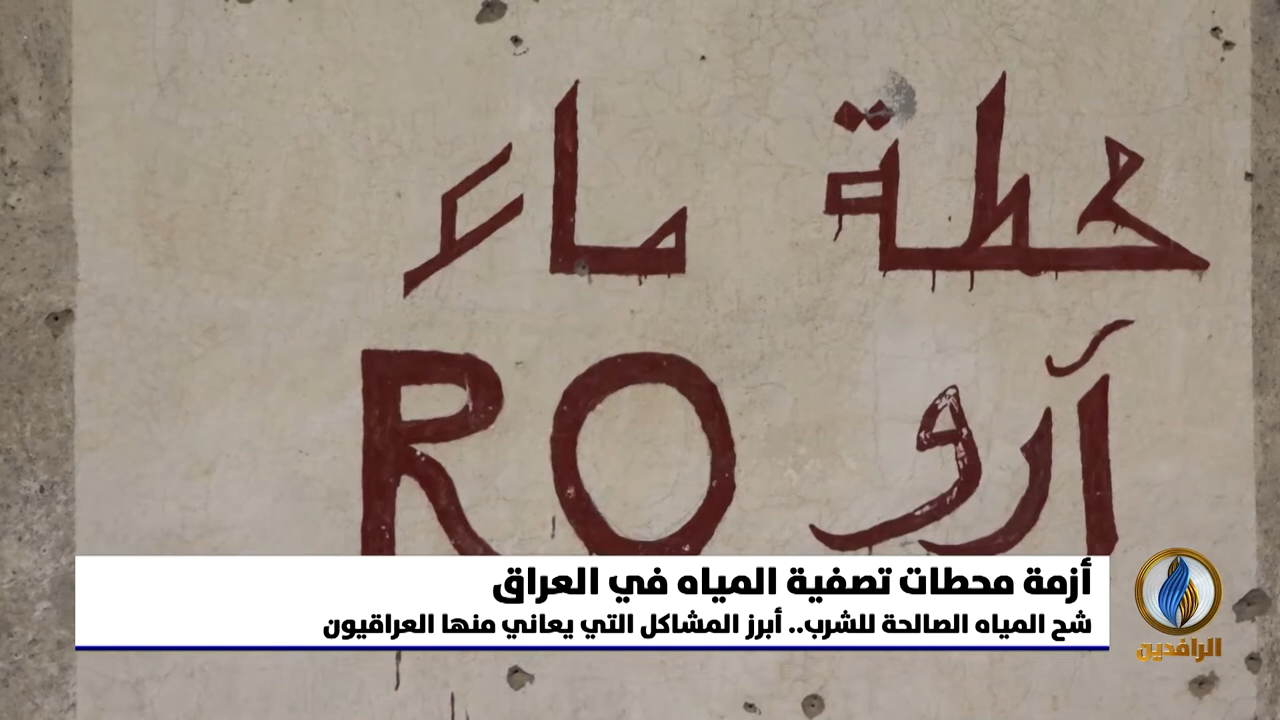 محطة ماء
آرو RO
أزمة محطات تصفية المياه في العراق
شح المياه الصالحة للشرب.. أبرز المشاكل التي يعاني منها العراقيون
الرافدين